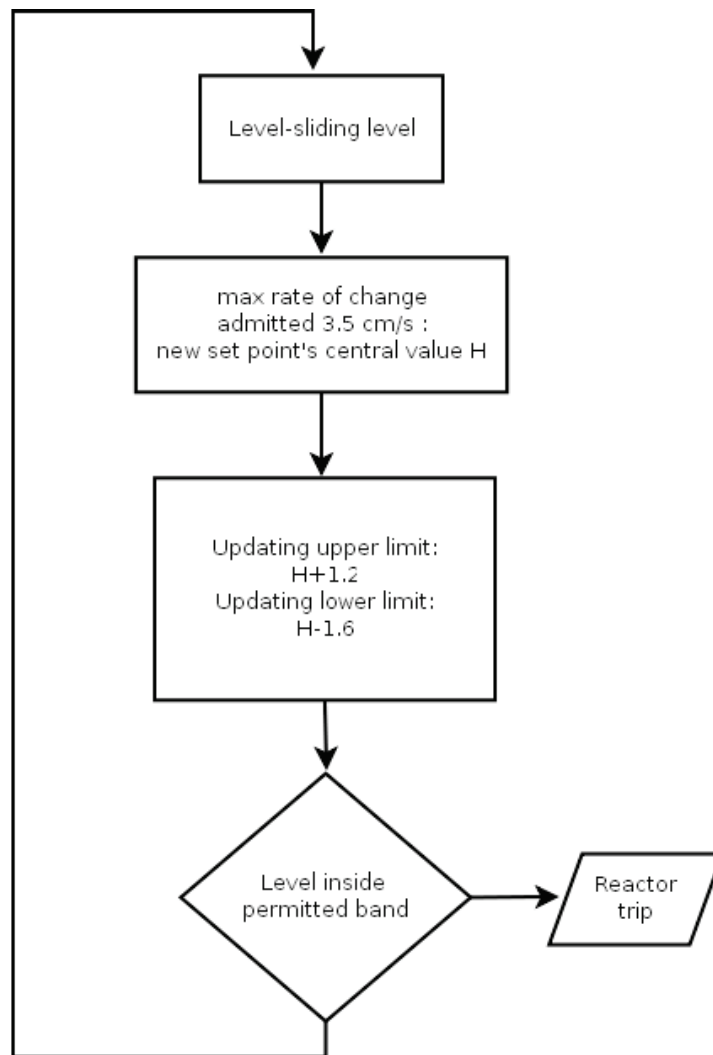 Level-sliding level
max rate of change
admitted 3.5 cm/s :
new set point's central value H
Updating upper limit:
H+1.2
Updating lower limit:
H-1.6
Level inside
permitted band
Reactor
trip